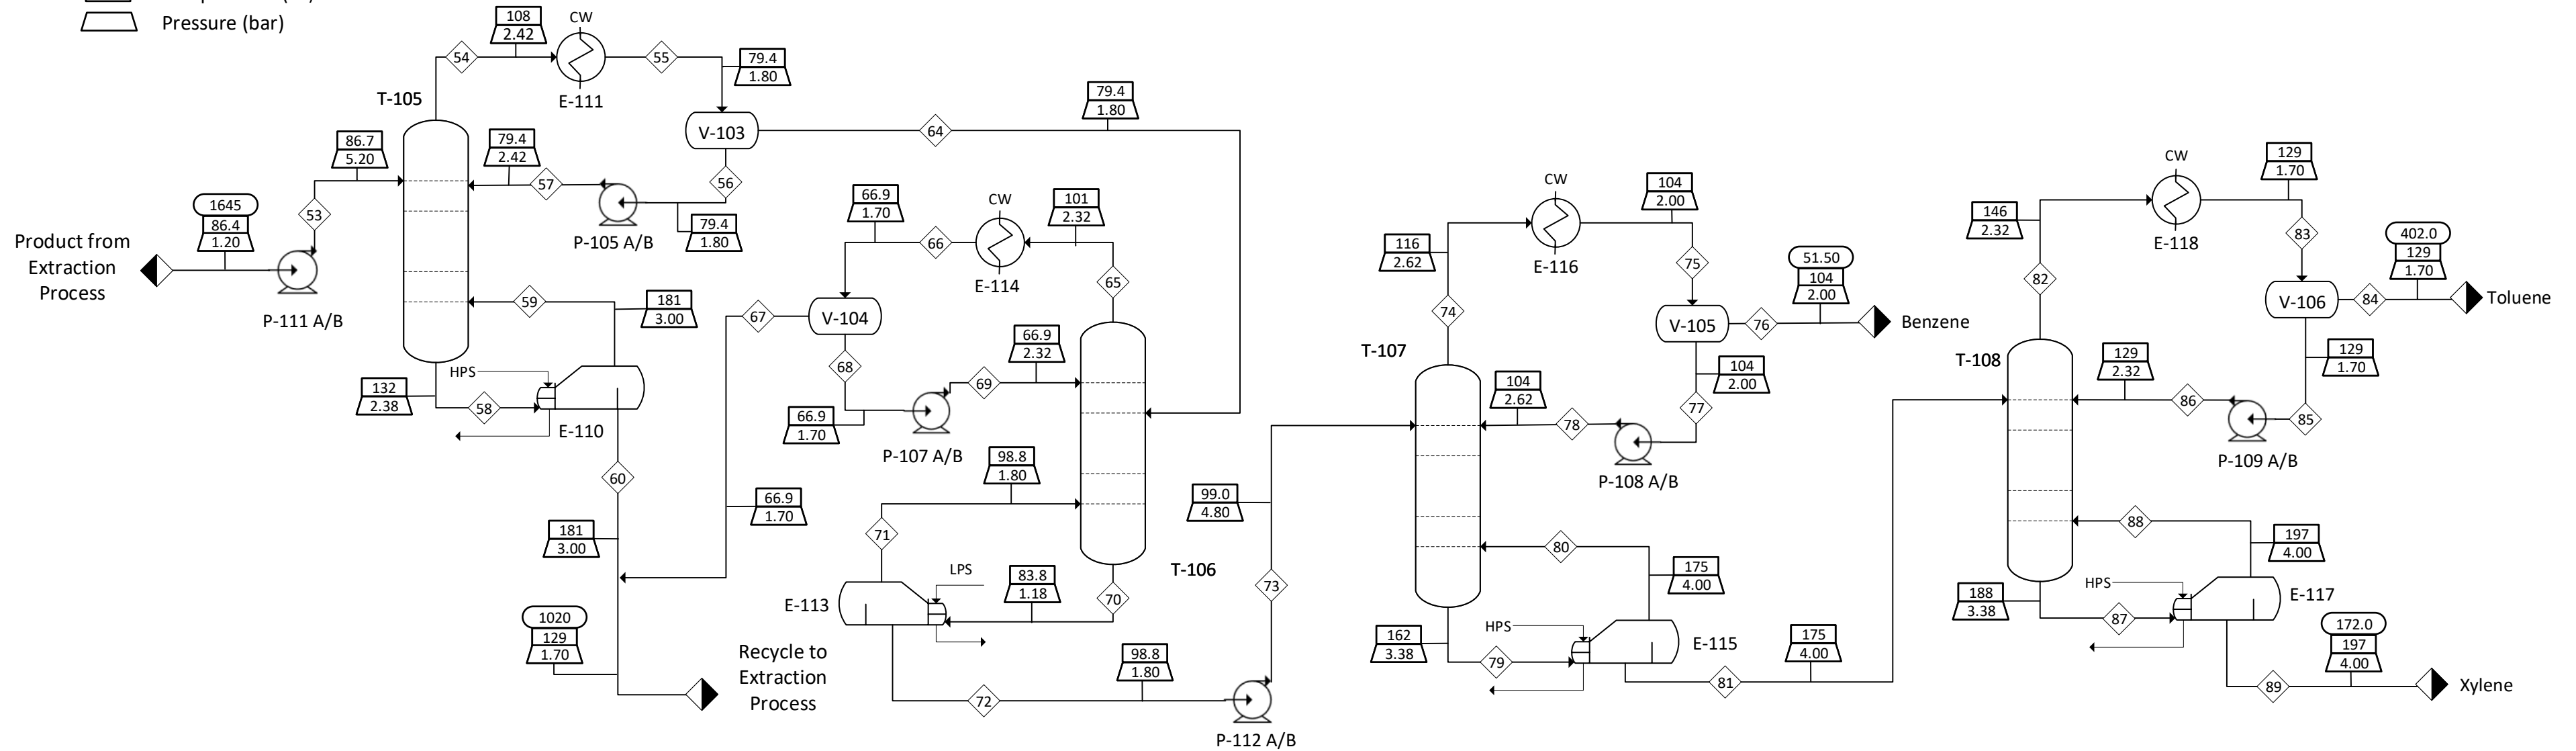 Pressure (bar)
108
2.42
CW
54
55
79.4
1.80
E-111
T-105
79.4
1.80
V-103
64
86.7
5.20
79.4
2.42
57
56
P-105 A/B
79.4
1.80
1645
86.4
1.20
53
Product from
Extraction
Process
P-111 A/B
59
181
3.00
132
2.38
HPS
58
E-110
60
181
3.00
1020
129
1.70
Recycle to
Extraction
Process
66.9
1.70
CW
101
2.32
66
E-114
65
67
V-104
68
66.9
2.32
69
66.9
1.70
P-107 A/B
98.8
1.80
66.9
1.70
71
LPS
83.8
1.18
70
T-106
E-113
98.8
1.80
72
P-112 A/B
99.0
4.80
73
CW
104
2.00
116
2.62
E-116
75
51.50
104
2.00
74
V-105
76
Benzene
T-107
104
2.00
104
2.62
77
78
P-108 A/B
80
175
4.00
162
3.38
HPS
79
E-115
175
4.00
81
CW
129
1.70
146
2.32
E-118
83
402.0
129
1.70
82
V-106
84
Toluene
T-108
129
2.32
129
1.70
86
85
P-109 A/B
88
197
4.00
188
3.38
HPS
87
E-117
172.0
197
4.00
89
Xylene